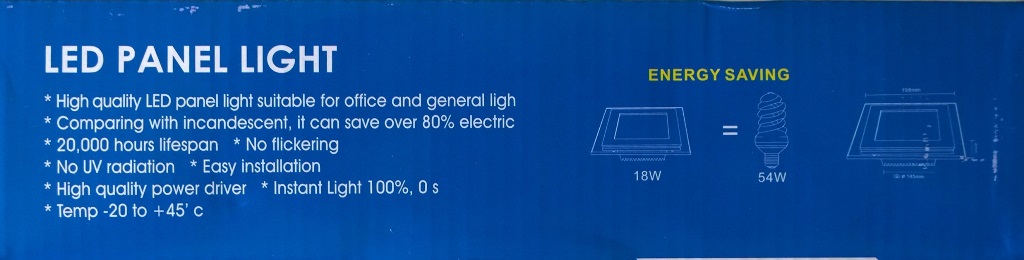 LED PANEL LIGHT
* High quality LED panel light suitable for office and general ligh
* Comparing with incandescent, it can save over 80% electric
* 20,000 hours lifespan * No flickering
* No UV radiation * Easy installation
* High quality power driver * Instant Light 100%, 0 s
* Temp -20 to +45' c
ENERGY SAVING
=
18W
54W